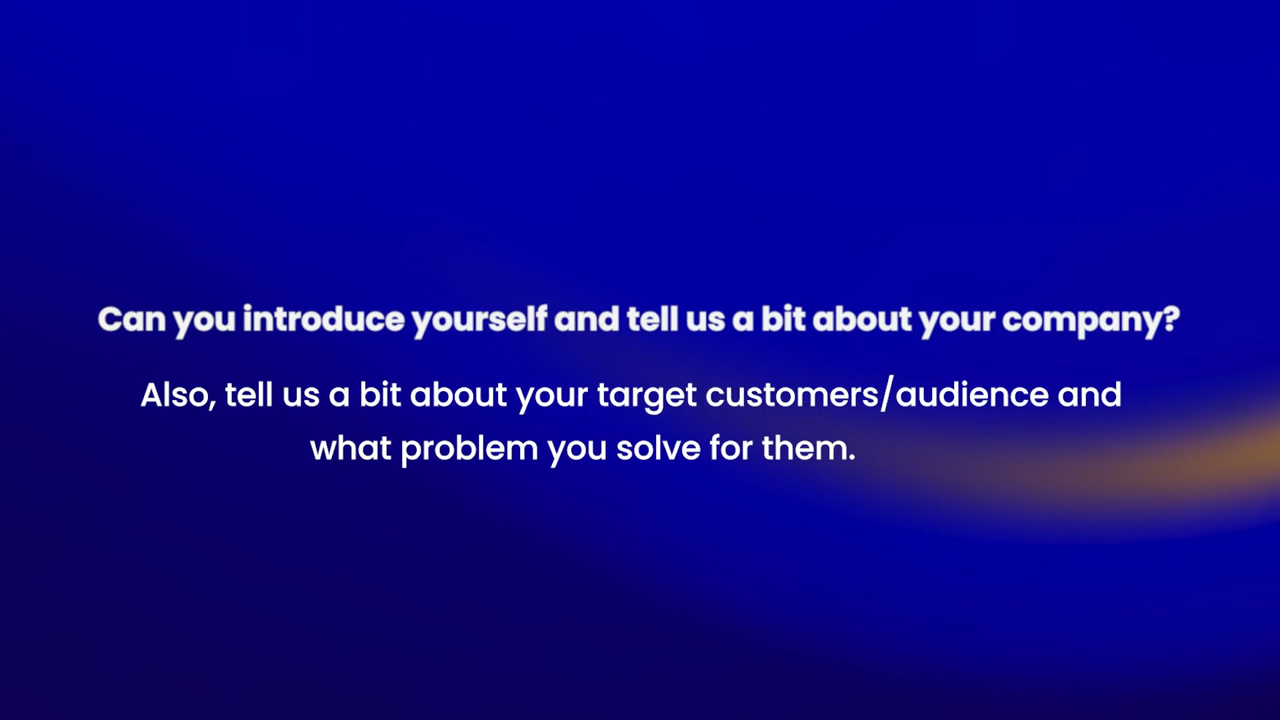 Can you introduce yourself and tell us a bit about your company?
Also, tell us a bit about your target customers/audience and
what problem you solve for them.